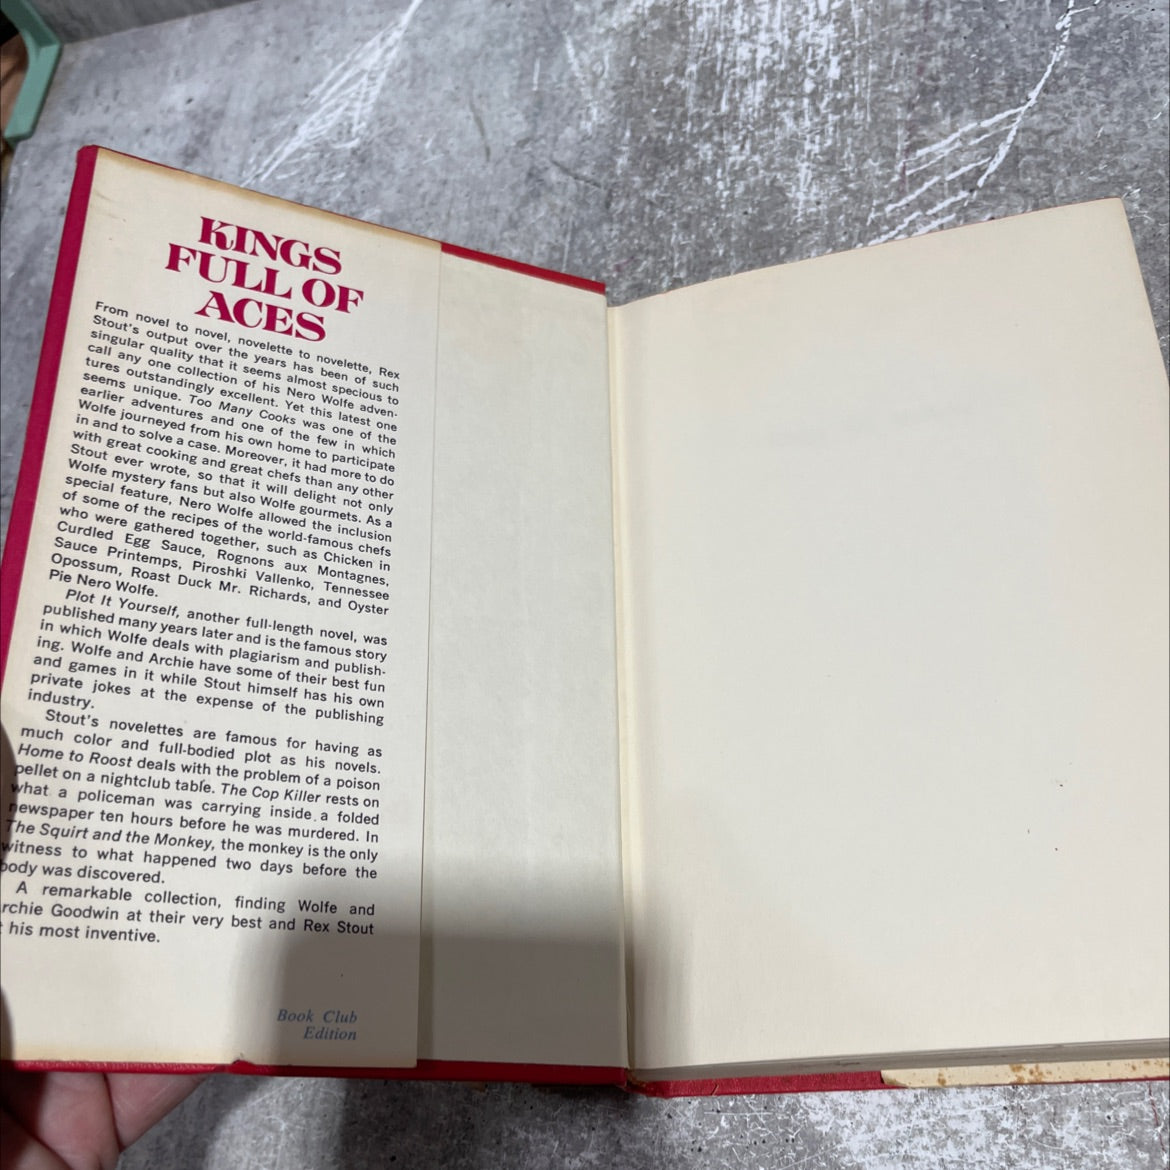 KINGS
FULL OF
ACES
From novel to novel, novelette to novelette, Rex
Stout's output over the years has been of such
singular quality that it seems almost specious to
call any one collection of his Nero Wolfe adven-
tures outstandingly excellent. Yet this latest one
seems unique. Too Many Cooks was one of the
earlier adventures and one of the few in which
Wolfe journeyed from his own home to participate
in and to solve a case. Moreover, it had more to do
with great cooking and great chefs than any other
Stout ever wrote, so that it will delight not only
Wolfe mystery fans but also Wolfe gourmets. As a
special feature, Nero Wolfe allowed the inclusion
of some of the recipes of the world-famous chefs
who were gathered together, such as Chicken in
Curdled Egg Sauce, Rognons aux Montagnes,
Sauce Printemps, Piroshki Vallenko, Tennessee
Opossum, Roast Duck Mr. Richards, and Oyster
Pie Nero Wolfe.
Plot It Yourself, another full-length novel, was
published many years later and is the famous story
in which Wolfe deals with plagiarism and publish-
ing. Wolfe and Archie have some of their best fun
and games in it while Stout himself has his own
private jokes at the expense of the publishing
industry.
Stout's novelettes are famous for having as
much color and full-bodied plot as his novels.
Home to Roost deals with the problem of a poison
pellet on a nightclub table. The Cop Killer rests on
what a policeman was carrying inside a folded
newspaper ten hours before he was murdered. In
The Squirt and the Monkey, the monkey is the only
witness to what happened two days before the
body was discovered.
A remarkable collection, finding Wolfe and
rchie Goodwin at their very best and Rex Stout
t his most inventive.
Book Club
Edition